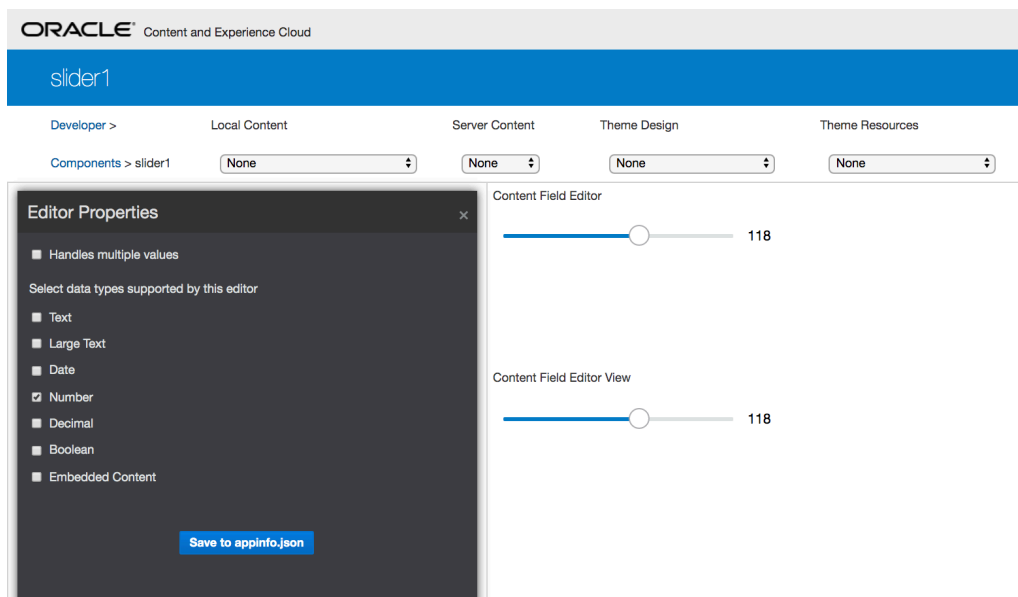 ORACLE® Content and Experience Cloud
slider1
Developer > Local Content Server Content Theme Design Theme Resources
Components > slider1 None None None None
Editor Properties ×
Handles multiple values
Select data types supported by this editor
Text
Large Text
Date
Number
Decimal
Boolean
Embedded Content
Save to appinfo.json
Content Field Editor
118
Content Field Editor View
118